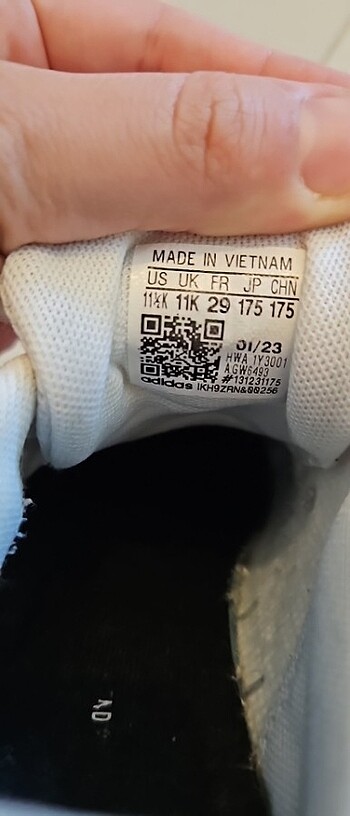 MADE IN VIETNAM
US UK FR JP CHN
11½K 11K 29 175 175
01/23
HWA 1Y3001
AGW6493
#131231175
adidas IKH9ZRN&00256